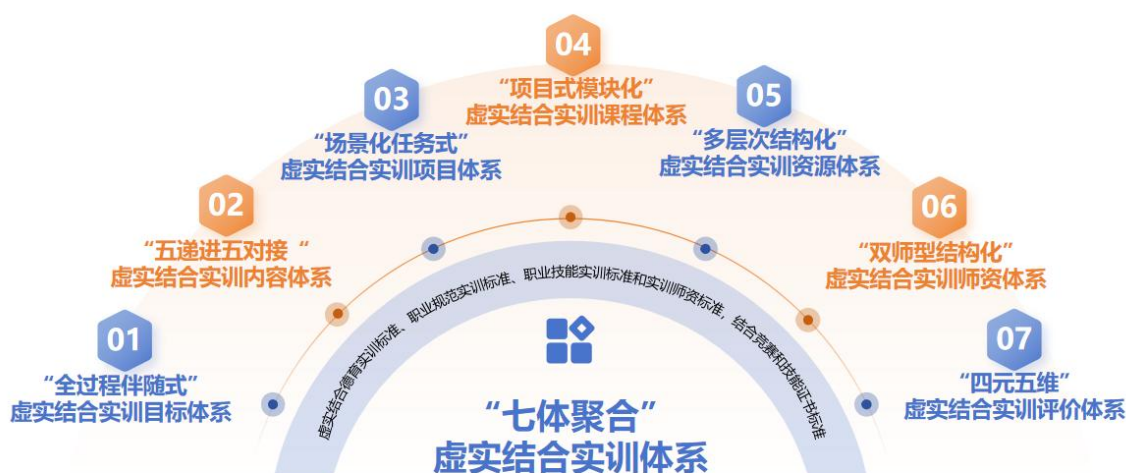 01
“全过程伴随式”
虚实结合实训目标体系
02
“五递进五对接“
虚实结合实训内容体系
03
“场景化任务式”
虚实结合实训项目体系
04
“项目式模块化”
虚实结合实训课程体系
05
“多层次结构化”
虚实结合实训资源体系
06
“双师型结构化”
虚实结合实训师资体系
07
“四元五维”
虚实结合实训评价体系
虚实结合德育实训标准、职业规范实训标准、职业技能实训标准和实训师资标准，结合竞赛和技能证书标准
“七体聚合”
虚实结合实训体系